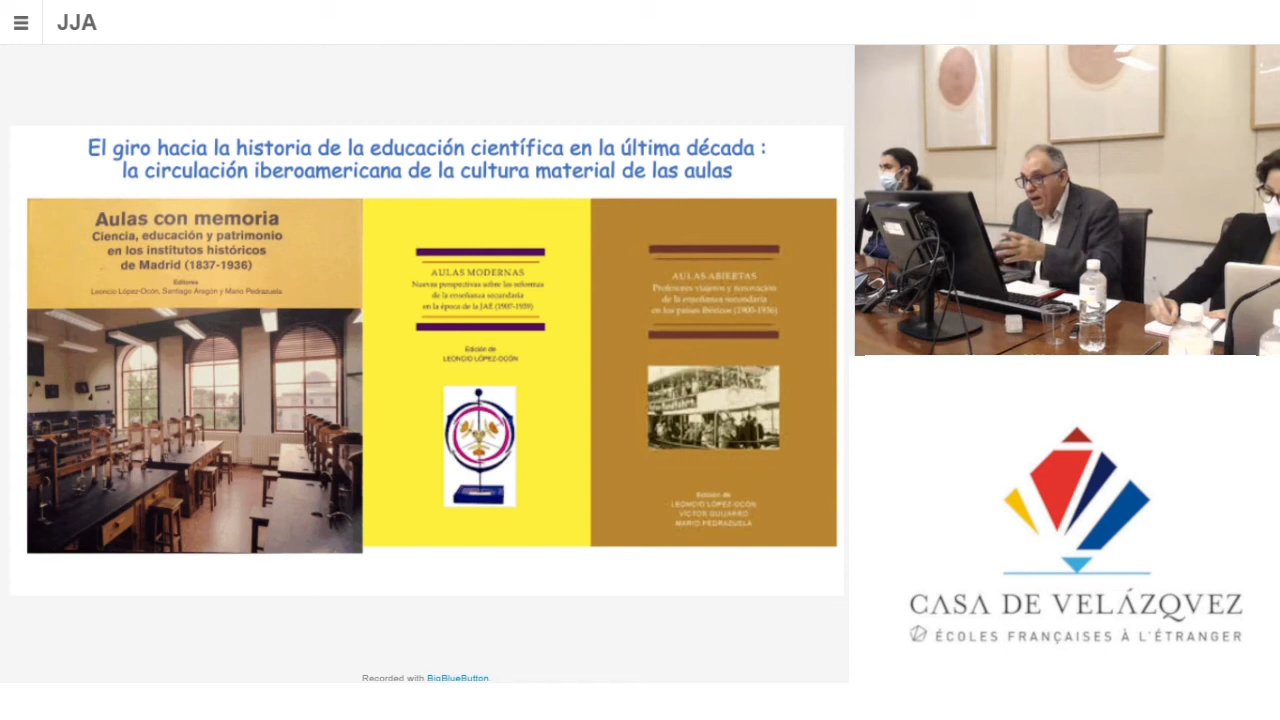 JJA
El giro hacia la historia de la educación científica en la última década :
la circulación iberoamericana de la cultura material de las aulas
Aulas con memoria
Ciencia, educación y patrimonio
en los institutos históricos
de Madrid (1837-1936)
Editores
Leoncio López-Ocón, Santiago Aragón y Mario Pedrazuela
AULAS MODERNAS
Nuevas perspectivas sobre las reformas
de la enseñanza secundaria
en la época de la JAE (1907-1939)
Edición de
LEONCIO LÓPEZ-OCÓN
AULAS ABIERTAS
Profesores viajeros y renovación
de la enseñanza secundaria
en los países ibéricos (1900-1936)
Edición de
LEONCIO LÓPEZ-OCÓN
VÍCTOR GUIJARRO
MARIO PEDRAZUELA
CASA DE VELÁZQVEZ
ÉCOLES FRANÇAISES À L'ÉTRANGER
Recorded with BigBlueButton.